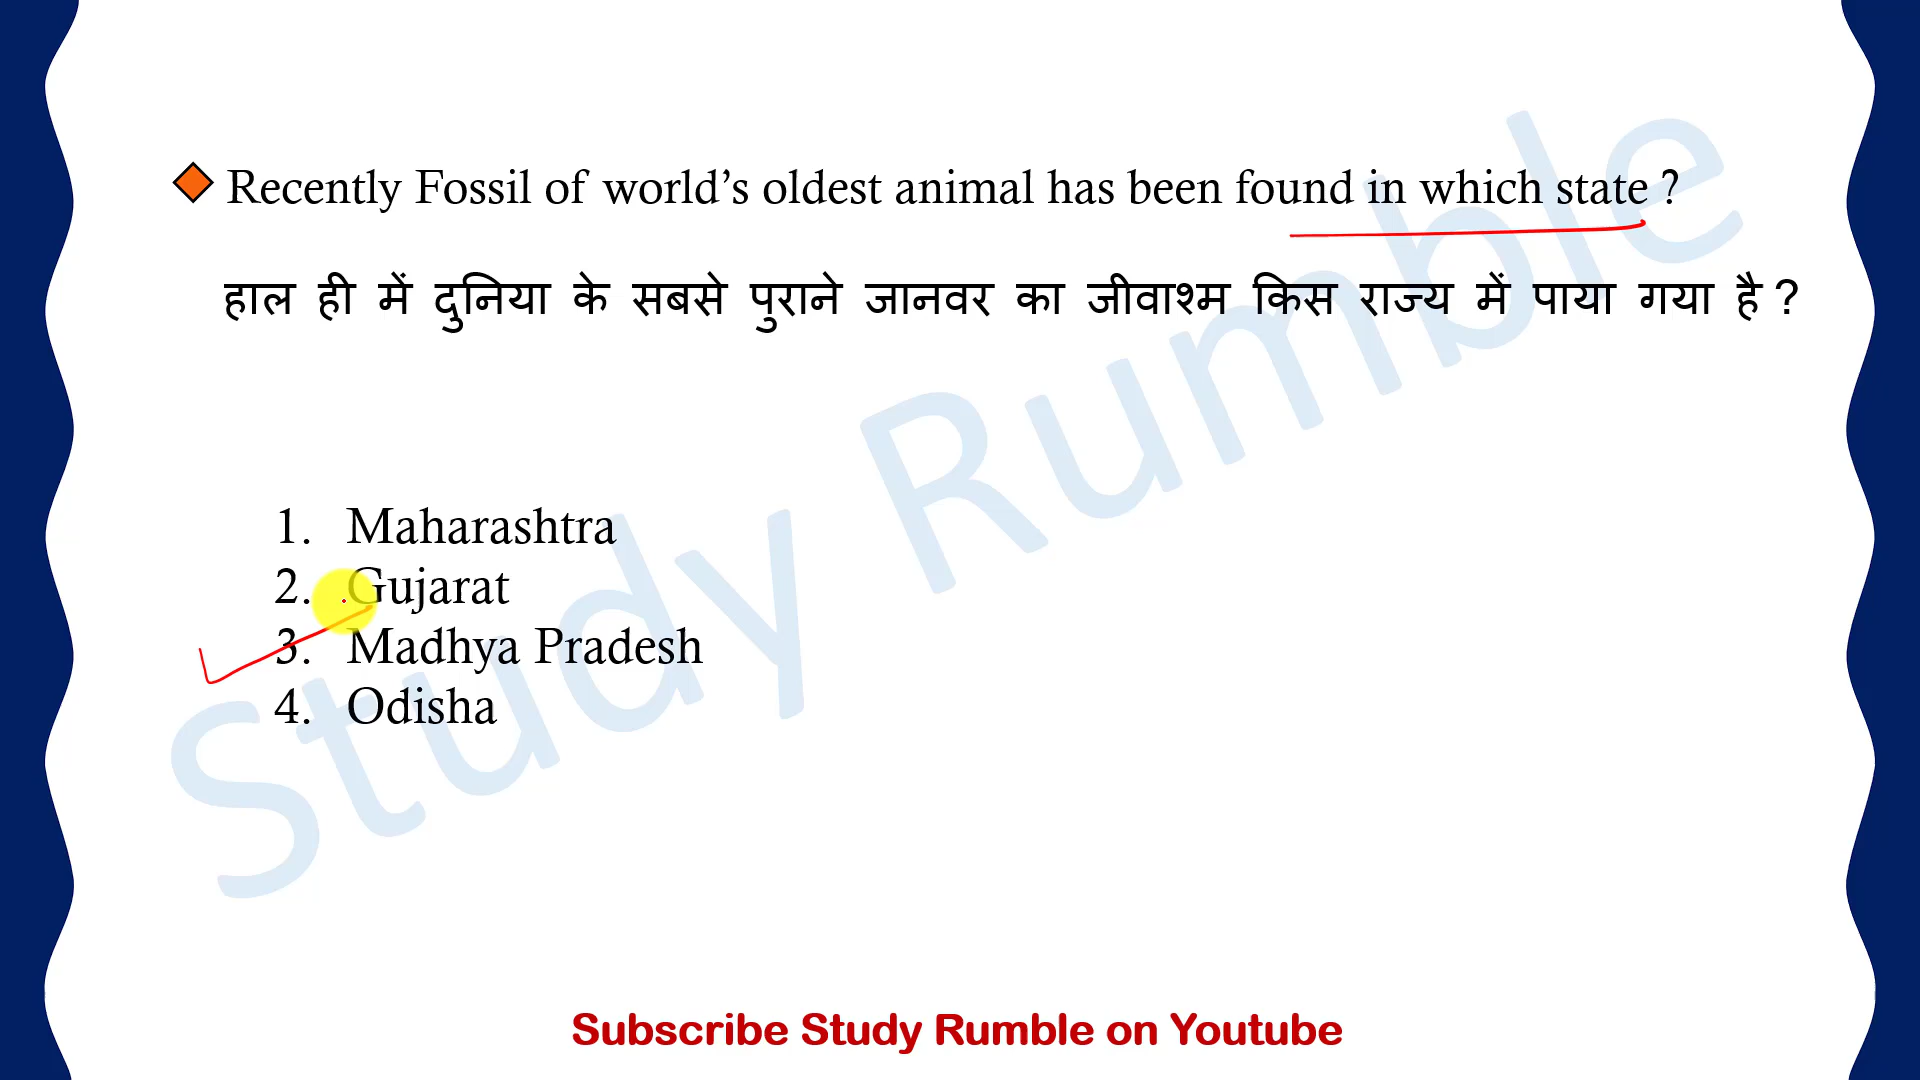 Recently Fossil of world’s oldest animal has been found in which state ?
हाल ही में दुनिया के सबसे पुराने जानवर का जीवाश्म किस राज्य में पाया गया है ?
1. Maharashtra
2. Gujarat
3. Madhya Pradesh
4. Odisha
Study Rumble
Subscribe Study Rumble on Youtube